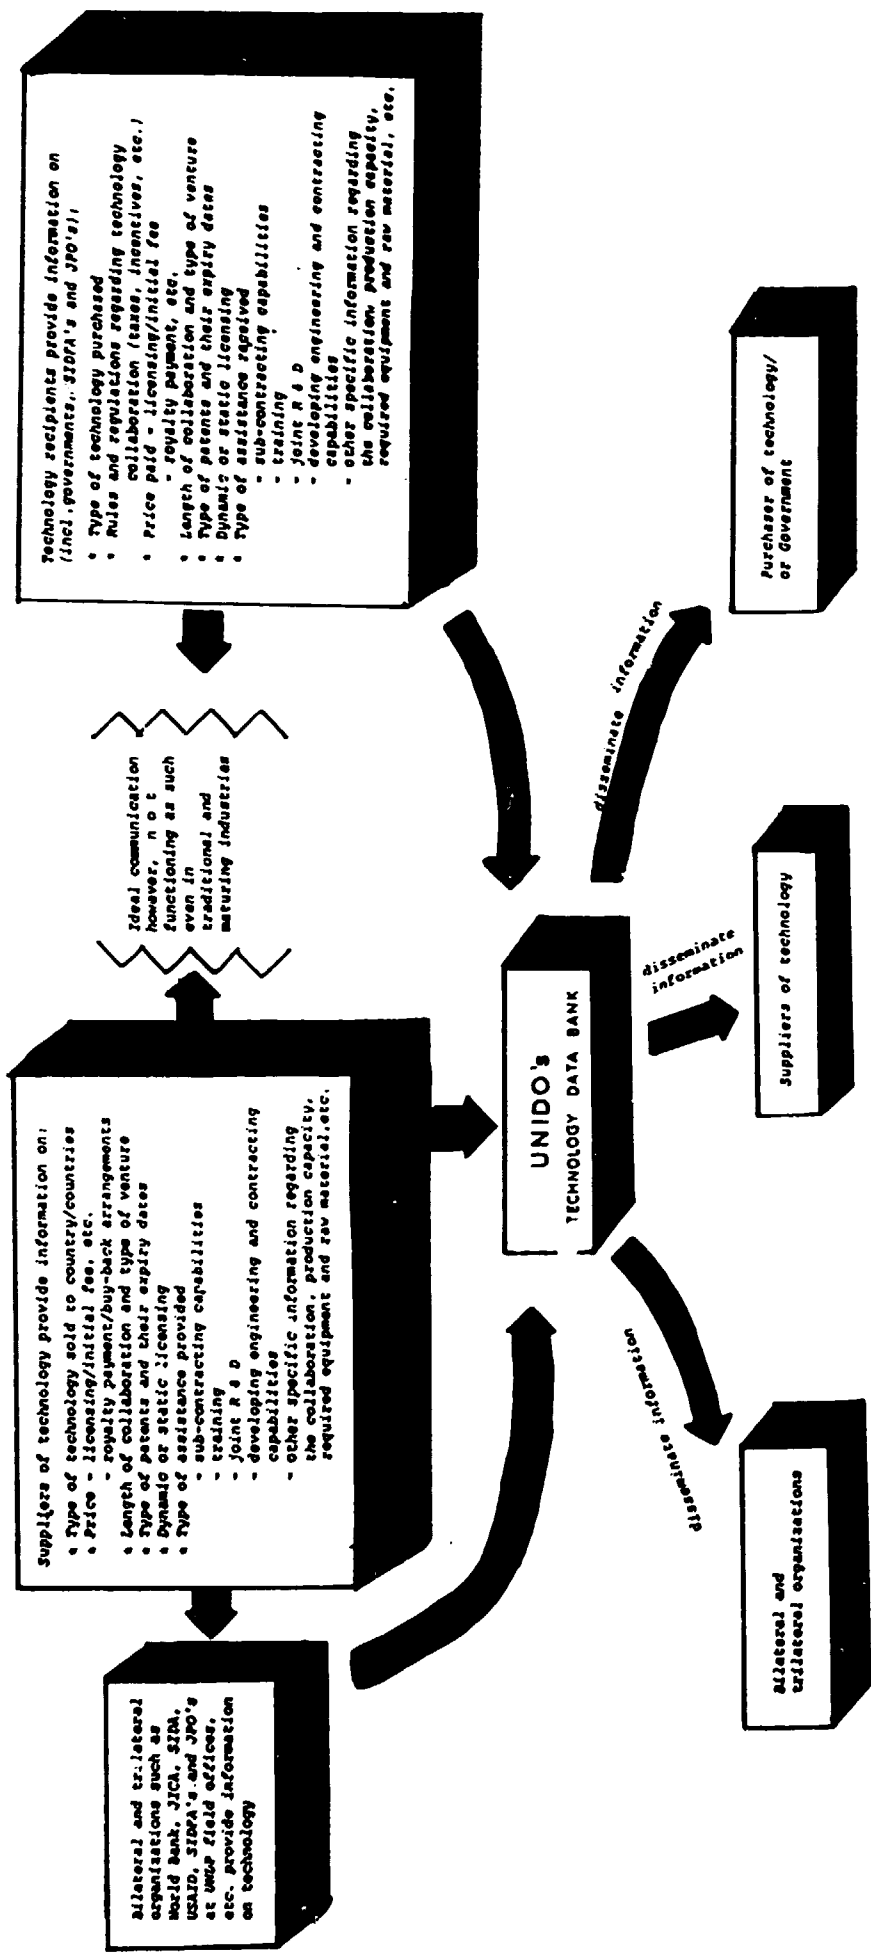 Bilateral and trilateral
organizations such as
World Bank, JICA, SIDA,
USAID, SIDFA's and JPO's
at UNDP field offices,
etc. provide information
on technology
Suppliers of technology provide information on:
* Type of technology sold to country/countries
* Price - licensing/initial fee, etc.
- royalty payment/buy-back arrangements
* Length of collaboration and type of venture
* Type of patents and their expiry dates
* Dynamic or static licensing
* Type of assistance provided
- sub-contracting capabilities
- training
- joint R & D
- developing engineering and contracting
capabilities
- other specific information regarding
the collaboration, production capacity,
required equipment and raw material, etc.
Ideal communication
however, n o t
functioning as such
even in
traditional and
maturing industries
Technology recipients provide information on
(incl. governments, SIDFA's and JPO's):
* Type of technology purchased
* Rules and regulations regarding technology
collaboration (taxes, incentives, etc.)
* Price paid - licensing/initial fee
- royalty payment, etc.
* Length of collaboration and type of venture
* Type of patents and their expiry dates
* Dynamic or static licensing
* Type of assistance received
- sub-contracting capabilities
- training
- joint R & D
- developing engineering and contracting
capabilities
- other specific information regarding
the collaboration, production capacity,
required equipment and raw material, etc.
UNIDO's
TECHNOLOGY DATA BANK
disseminate information
disseminate
information
disseminate information
Bilateral and
trilateral organizations
Suppliers of technology
Purchaser of technology/
or Government